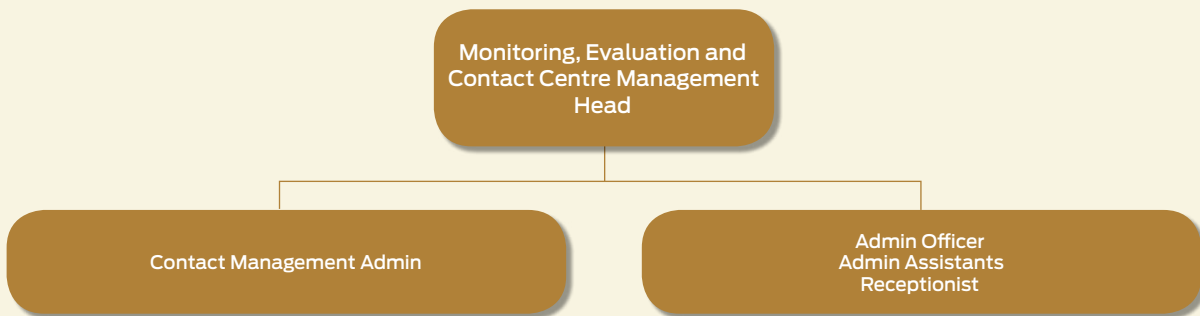 Monitoring, Evaluation and
Contact Centre Management
Head
Contact Management Admin
Admin Officer
Admin Assistants
Receptionist